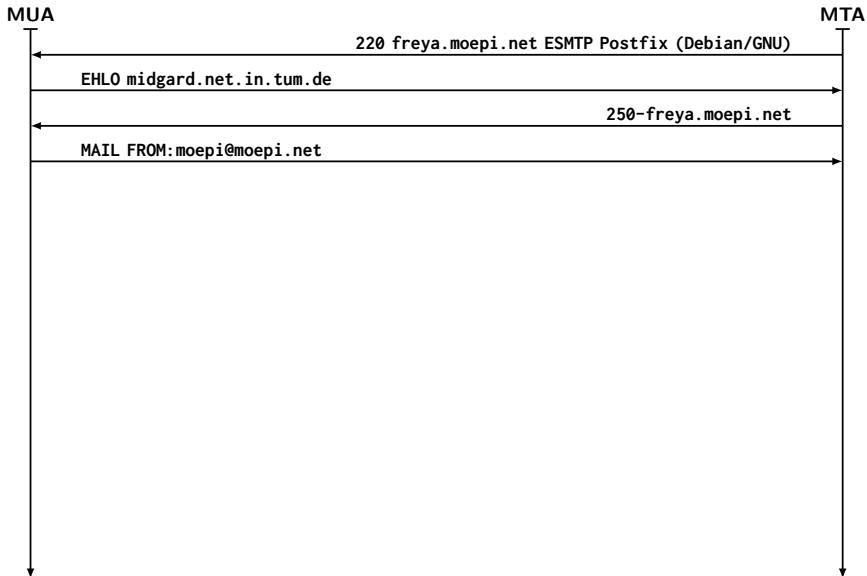 MUA MTA
220 freya.moepi.net ESMTP Postfix (Debian/GNU)
EHLO midgard.net.in.tum.de
250-freya.moepi.net
MAIL FROM:moepi@moepi.net